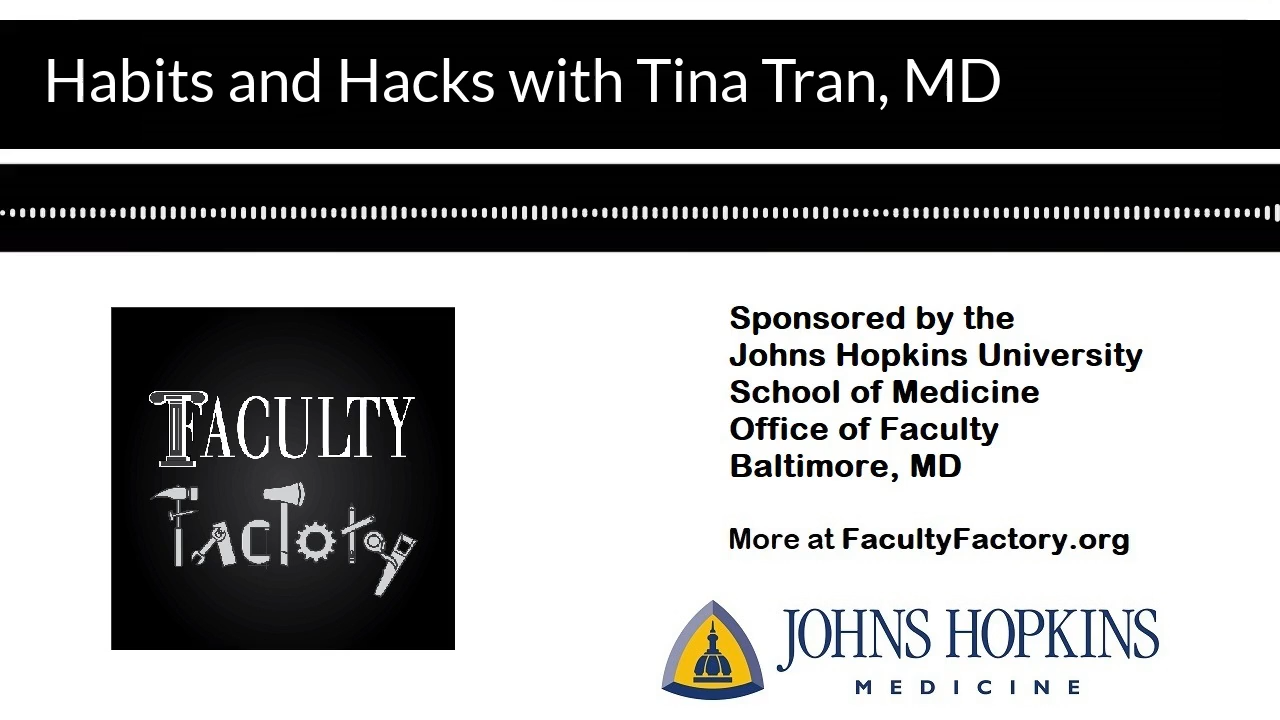 Habits and Hacks with Tina Tran, MD
FACULTY
Factory
Sponsored by the
Johns Hopkins University
School of Medicine
Office of Faculty
Baltimore, MD
More at FacultyFactory.org
JOHNS HOPKINS
MEDICINE